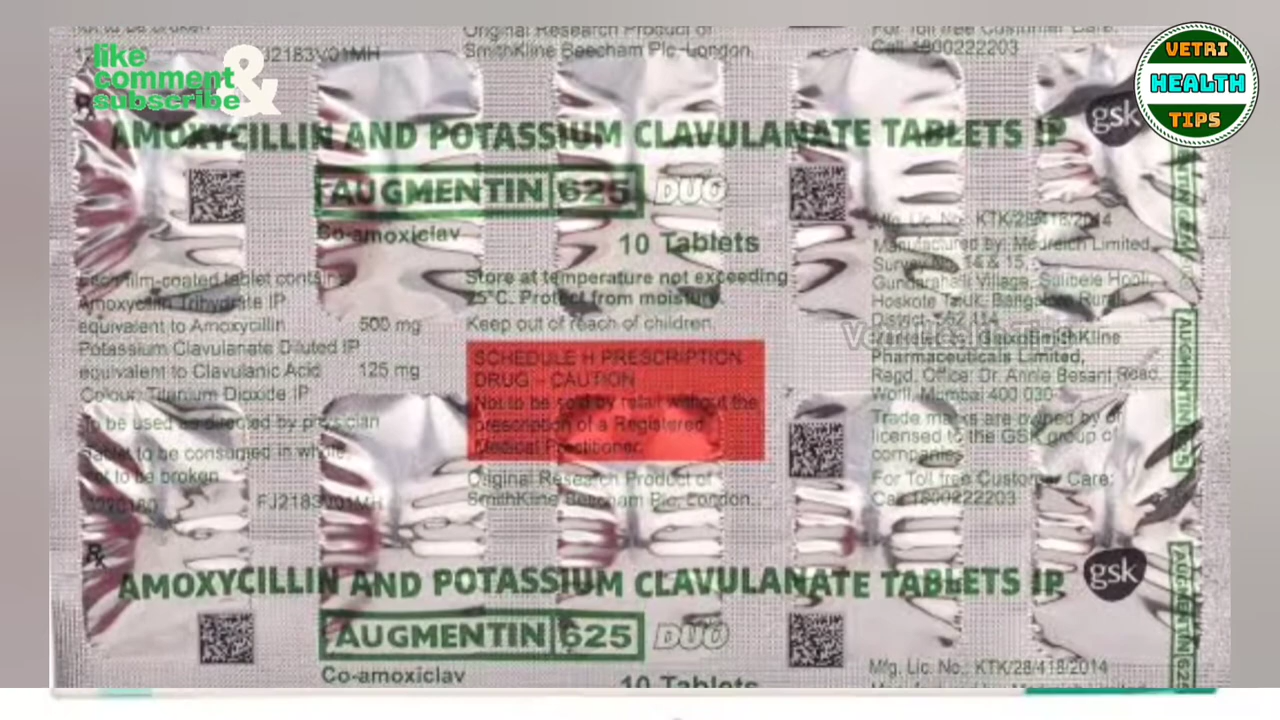 not to be broken
FJ2183V01MH
Original Research Product of
SmithKline Beecham Plc, London.
For Toll free Customer Care:
Call 1800222203
like
comment &
subscribe
VETRI
HEALTH
TIPS
AMOXYCILLIN AND POTASSIUM CLAVULANATE TABLETS IP
gsk
AUGMENTIN 625 DUO
Co-amoxiclav
10 Tablets
Each film-coated tablet contains
Amoxycillin Trihydrate IP
equivalent to Amoxycillin 500 mg
Potassium Clavulanate Diluted IP
equivalent to Clavulanic Acid 125 mg
Colour: Titanium Dioxide IP
To be used as directed by physician
Tablet to be consumed in whole
not to be broken
FJ2183V01MH
Store at temperature not exceeding
25°C. Protect from moisture
Keep out of reach of children.
SCHEDULE H PRESCRIPTION
DRUG - CAUTION
Not to be sold by retail without the
prescription of a Registered
Medical Practitioner.
Original Research Product of
SmithKline Beecham Plc, London.
Mfg. Lic. No.: KTK/28/418/2014
Manufactured by: Medreich Limited,
Survey 14 & 15,
Village, Sulibele Hobli,
Hoskote Taluk, Bangalore Rural
District - 562 114
Marketed by: GlaxoSmithKline
Pharmaceuticals Limited,
Regd. Office: Dr. Annie Besant Road,
Worli, Mumbai 400 030
Trade marks are owned by or
licensed to the GSK group of
companies
For Toll free Customer Care:
Call 1800222203
AUGMENTIN 625
Rx
AMOXYCILLIN AND POTASSIUM CLAVULANATE TABLETS IP
gsk
AUGMENTIN 625 DUO
Co-amoxiclav
10 Tablets
Mfg. Lic. No.: KTK/28/418/2014
AUGMENTIN 625